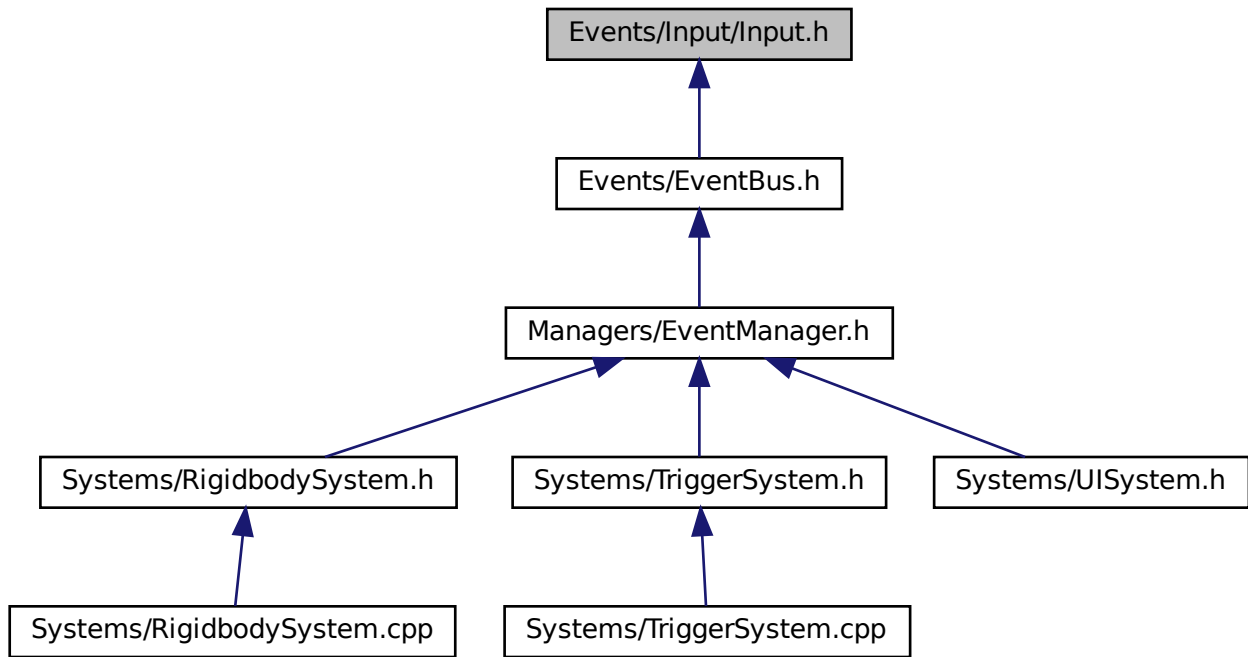 Events/Input/Input.h
Events/EventBus.h
Managers/EventManager.h
Systems/RigidbodySystem.h
Systems/TriggerSystem.h
Systems/UISystem.h
Systems/RigidbodySystem.cpp
Systems/TriggerSystem.cpp